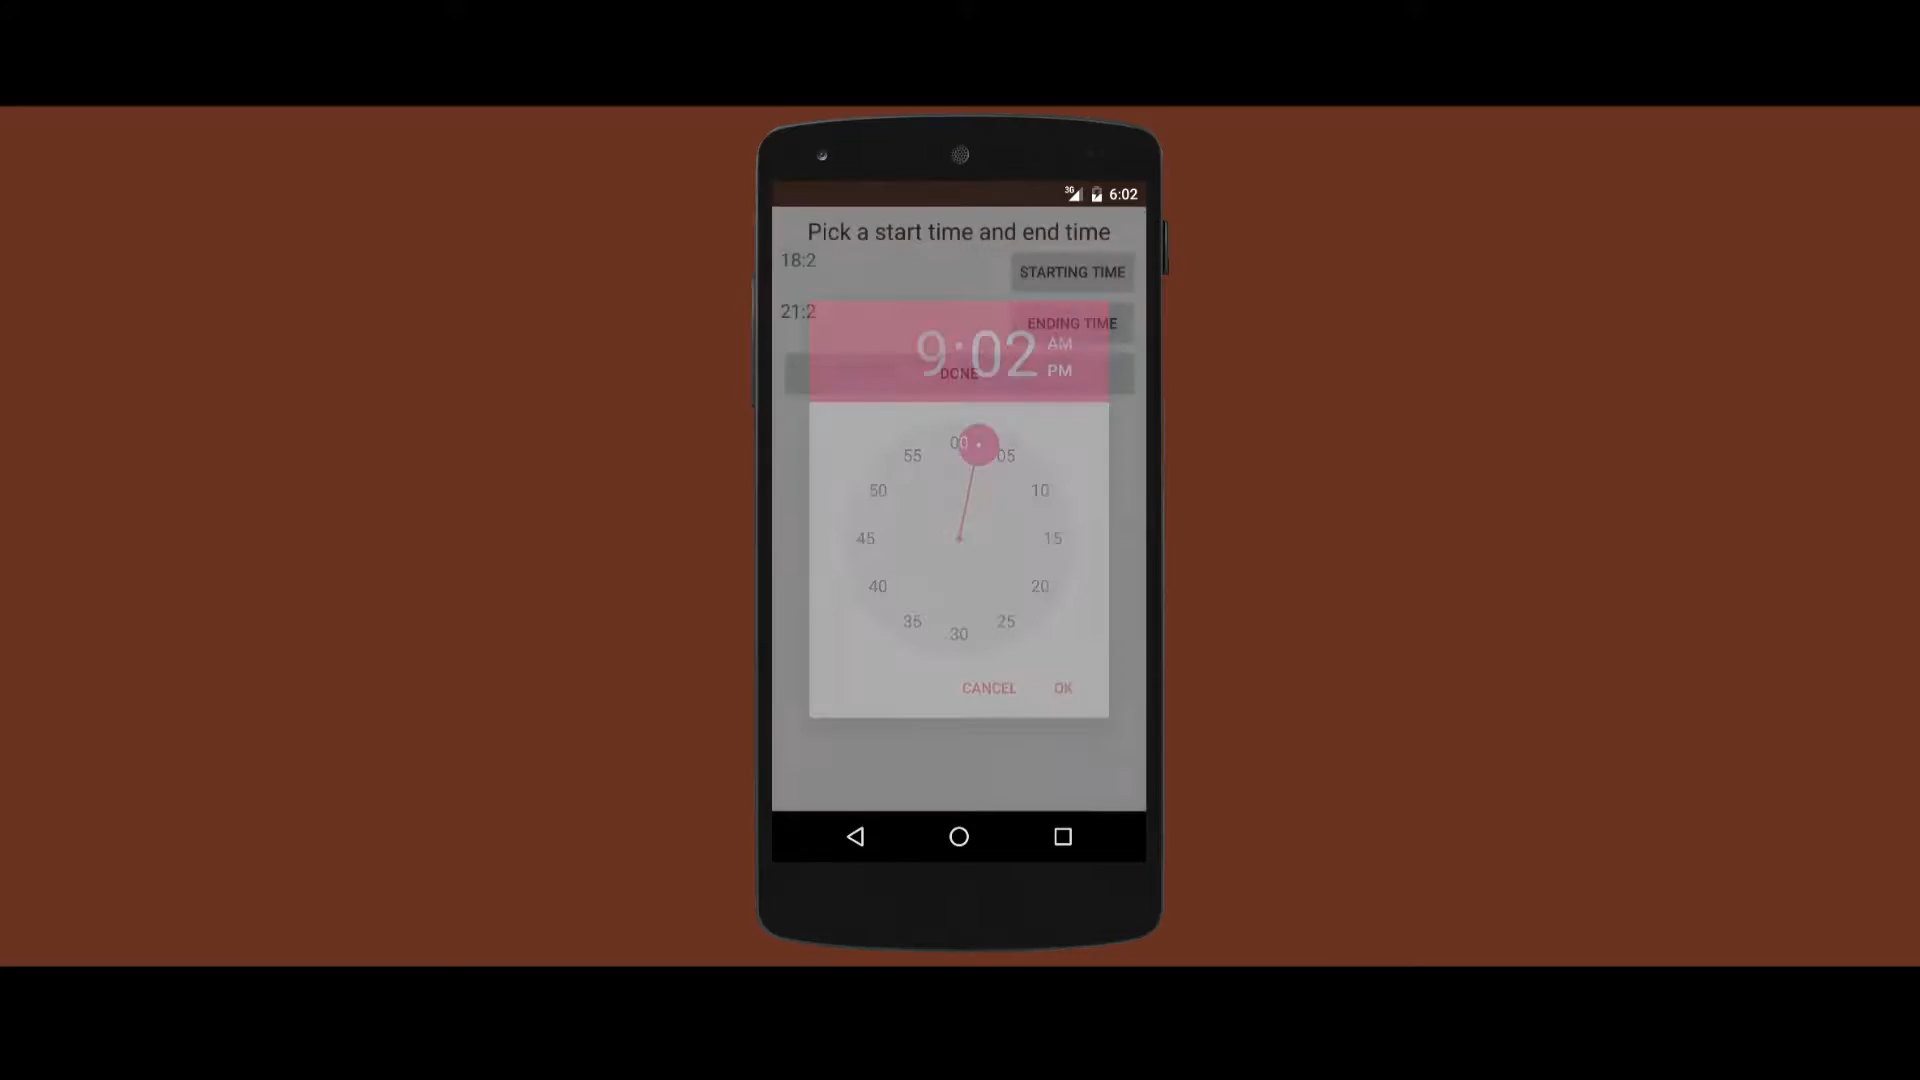 3G 6:02
Pick a start time and end time
18:2 STARTING TIME
21:2 ENDING TIME
9:02 AM PM
DONE
00
55 05
50 10
45 15
40 20
35 25
30
CANCEL OK